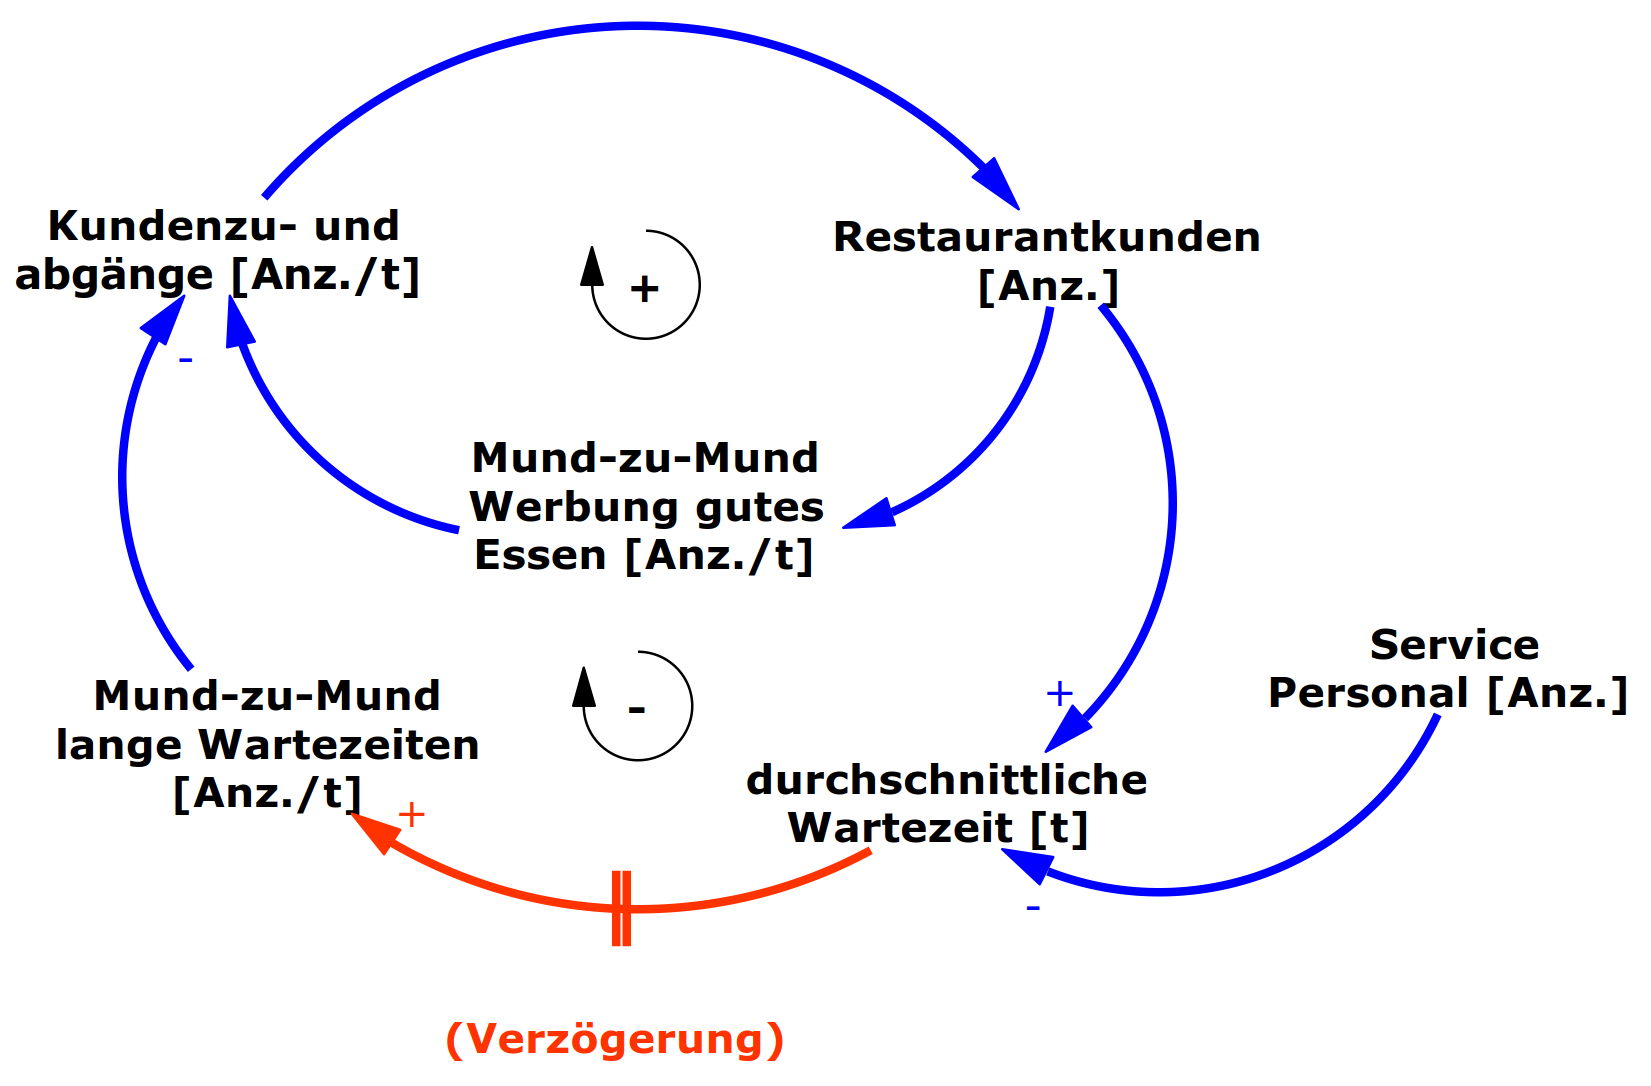 Kundenzu- und
abgänge [Anz./t]
+
Restaurantkunden
[Anz.]
-
Mund-zu-Mund
Werbung gutes
Essen [Anz./t]
Mund-zu-Mund
lange Wartezeiten
[Anz./t]
+
-
+
durchschnittliche
Wartezeit [t]
-
Service
Personal [Anz.]
(Verzögerung)